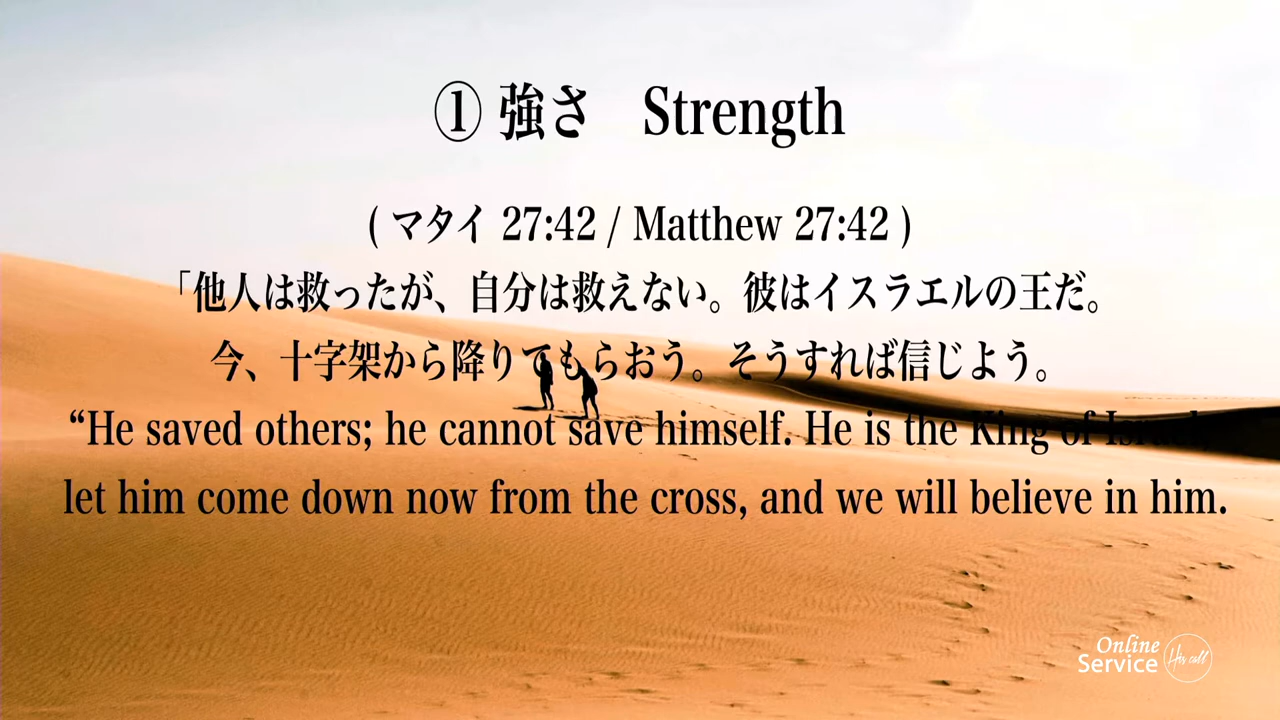 ① 強さ Strength
( マタイ 27:42 / Matthew 27:42 )
「他人は救ったが、自分は救えない。彼はイスラエルの王だ。
今、十字架から降りてもらおう。そうすれば信じよう。
“He saved others; he cannot save himself. He is the King of Israel;
let him come down now from the cross, and we will believe in him.
Online
Service
His call